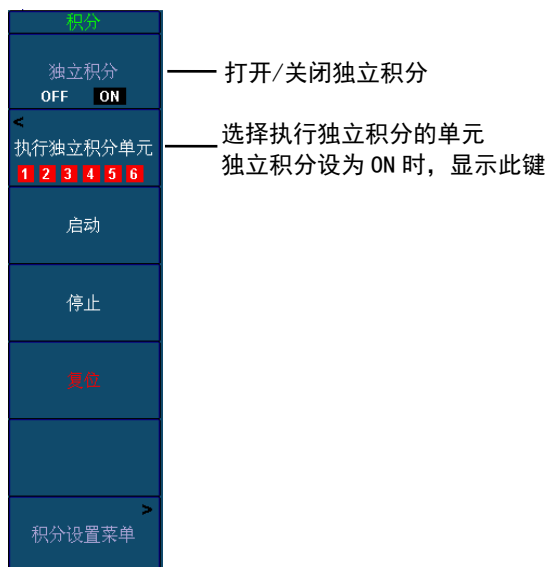 积分
独立积分
OFF ON
打开/关闭独立积分
<
执行独立积分单元
1 2 3 4 5 6
选择执行独立积分的单元
独立积分设为 ON 时，显示此键
启动
停止
复位
>
积分设置菜单